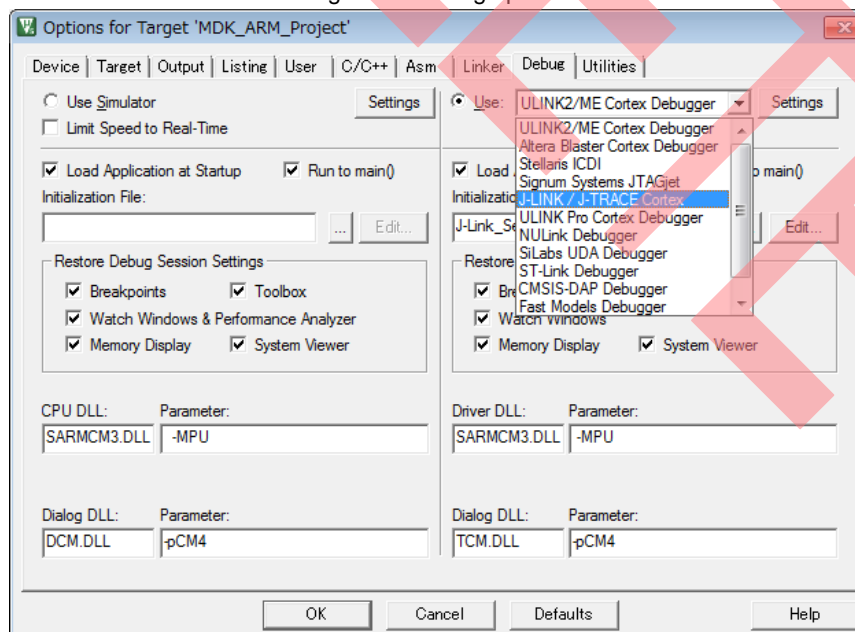 Options for Target 'MDK_ARM_Project'
Device Target Output Listing User C/C++ Asm Linker Debug Utilities
Use Simulator Settings
Limit Speed to Real-Time
Use: ULINK2/ME Cortex Debugger Settings
ULINK2/ME Cortex Debugger
Altera Blaster Cortex Debugger
Stellaris ICDI
Signum Systems JTAGjet
J-LINK / J-TRACE Cortex
ULINK Pro Cortex Debugger
NULink Debugger
SiLabs UDA Debugger
ST-Link Debugger
CMSIS-DAP Debugger
Fast Models Debugger
Load Application at Startup Run to main()
Initialization File:
... Edit...
Restore Debug Session Settings
Breakpoints Toolbox
Watch Windows & Performance Analyzer
Memory Display System Viewer
Load main()
J-Link_Se Edit...
Restore
Watch Windows
Memory Display System Viewer
CPU DLL: Parameter:
SARMCM3.DLL -MPU
Driver DLL: Parameter:
SARMCM3.DLL -MPU
Dialog DLL: Parameter:
DCM.DLL -pCM4
Dialog DLL: Parameter:
TCM.DLL -pCM4
OK Cancel Defaults Help